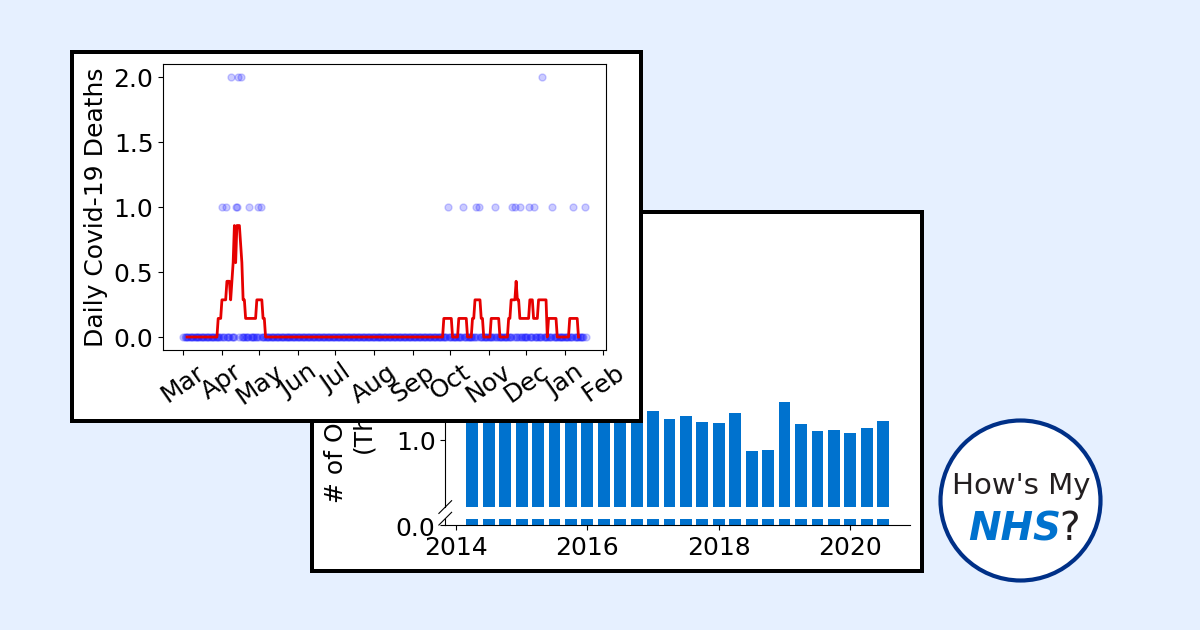 Daily Covid-19 Deaths
2.0
1.5
1.0
0.5
0.0
Mar Apr May Jun Jul Aug Sep Oct Nov Dec Jan Feb
# of O
(Th
1.0
0.0
2014 2016 2018 2020
How's My
NHS?